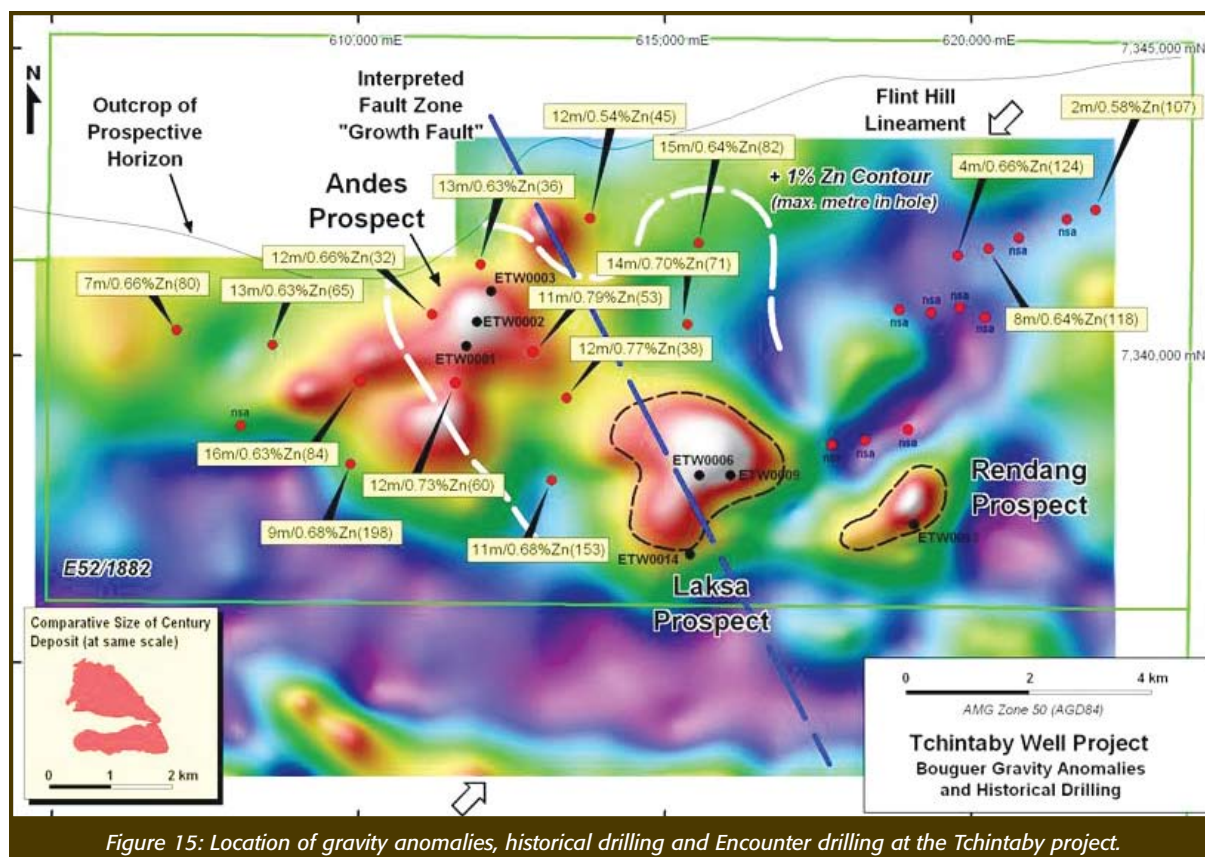 610,000 mE
615,000 mE
620,000 mE
7,345,000 mN
N
Outcrop of
Prospective
Horizon
Interpreted
Fault Zone
"Growth Fault"
12m/0.54%Zn(45)
Flint Hill
Lineament
2m/0.58%Zn(107)
15m/0.64%Zn(82)
4m/0.66%Zn(124)
13m/0.63%Zn(36)
+ 1% Zn Contour
(max. metre in hole)
Andes
Prospect
nsa
nsa
12m/0.66%Zn(32)
14m/0.70%Zn(71)
7m/0.66%Zn(80)
13m/0.63%Zn(65)
ETW0003
11m/0.79%Zn(53)
nsa
nsa
nsa
nsa
8m/0.64%Zn(118)
ETW0002
12m/0.77%Zn(38)
ETW0001
7,340,000 mN
nsa
16m/0.63%Zn(84)
nsa
nsa
nsa
ETW0006
ETW0009
Rendang
Prospect
12m/0.73%Zn(60)
9m/0.68%Zn(198)
11m/0.68%Zn(153)
ETW0014
E52/1882
Laksa
Prospect
Comparative Size of Century
Deposit (at same scale)
0 1 2 km
0 2 4 km
AMG Zone 50 (AGD84)
Tchintaby Well Project
Bouguer Gravity Anomalies
and Historical Drilling
Figure 15: Location of gravity anomalies, historical drilling and Encounter drilling at the Tchintaby project.